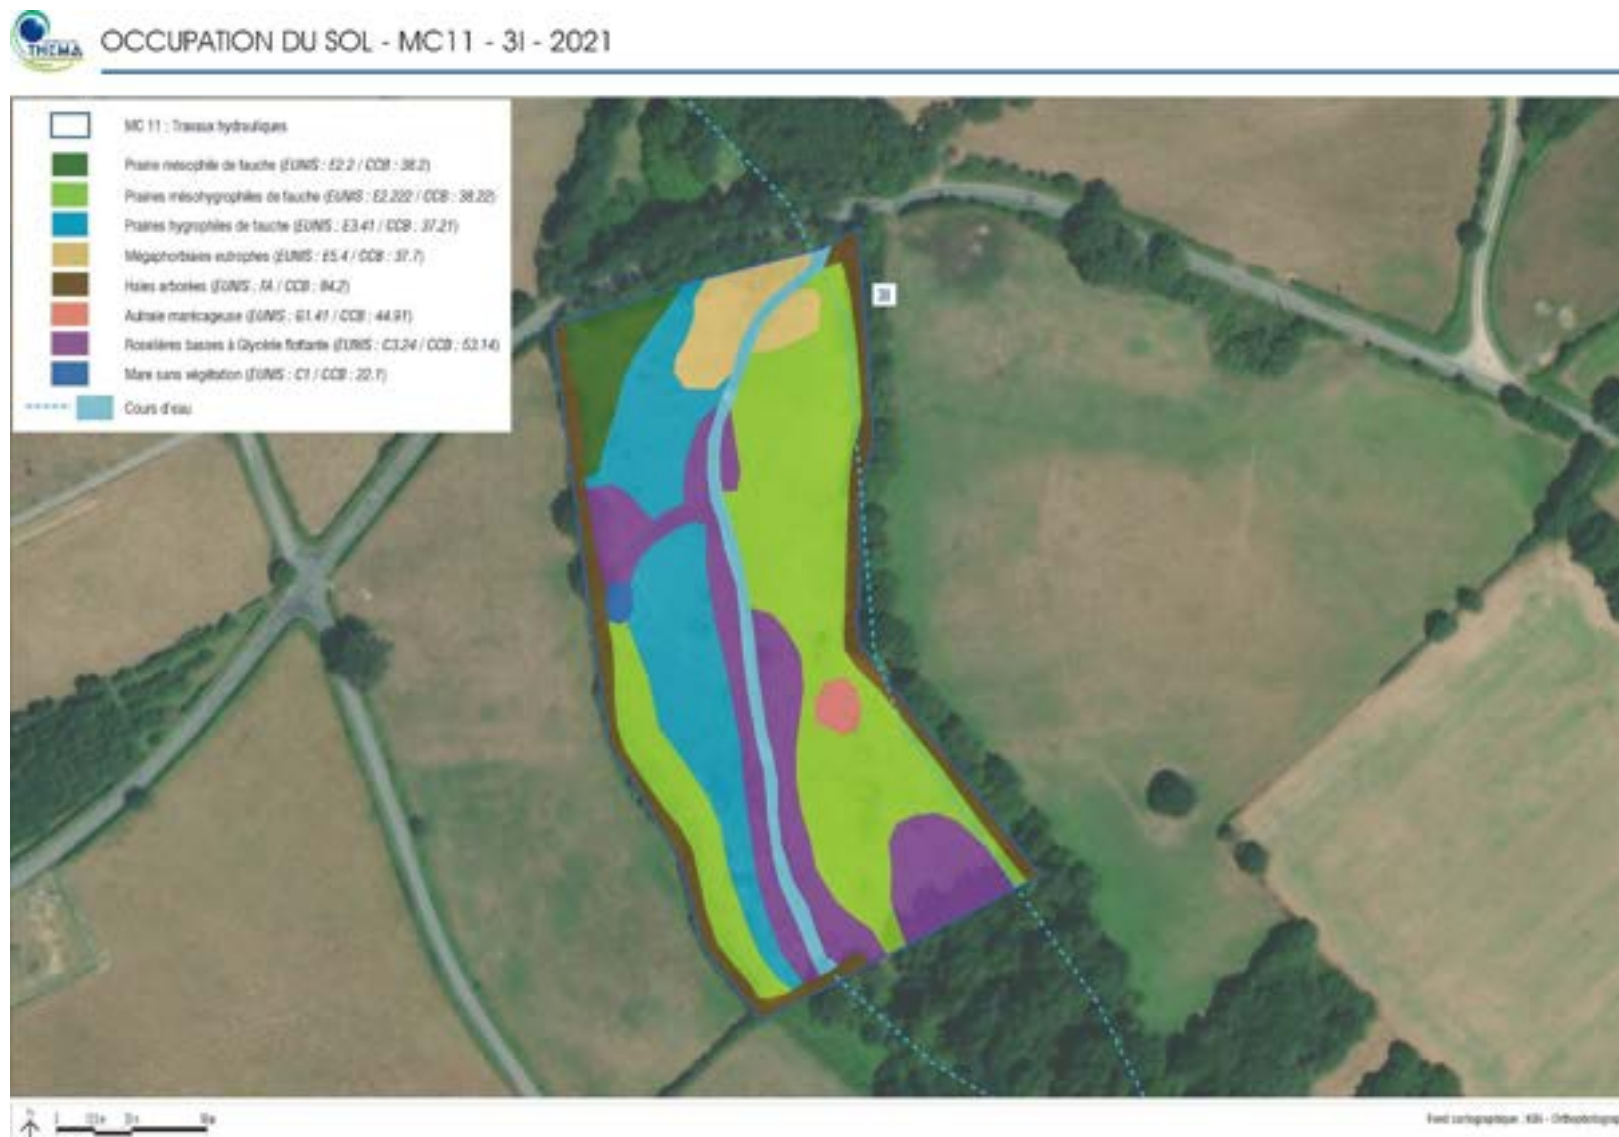 THEMA
OCCUPATION DU SOL - MC11 - 3I - 2021
MC 11 : Travaux hydrauliques
Prairie mésophile de fauche (EUNIS : E2.2 / CCB : 38.2)
Prairies mésohygrophiles de fauche (EUNIS : E2.222 / CCB : 38.22)
Prairies hygrophiles de fauche (EUNIS : E3.41 / CCB : 37.21)
Mégaphorbiaies eutrophes (EUNIS : E5.4 / CCB : 37.7)
Haies arborées (EUNIS : FA / CCB : 84.2)
Aulnaie marécageuse (EUNIS : G1.41 / CCB : 44.91)
Roselières basses à Glycérie flottante (EUNIS : C3.24 / CCB : 53.14)
Mare sans végétation (EUNIS : C1 / CCB : 22.1)
Cours d'eau
3I
Fond cartographique :